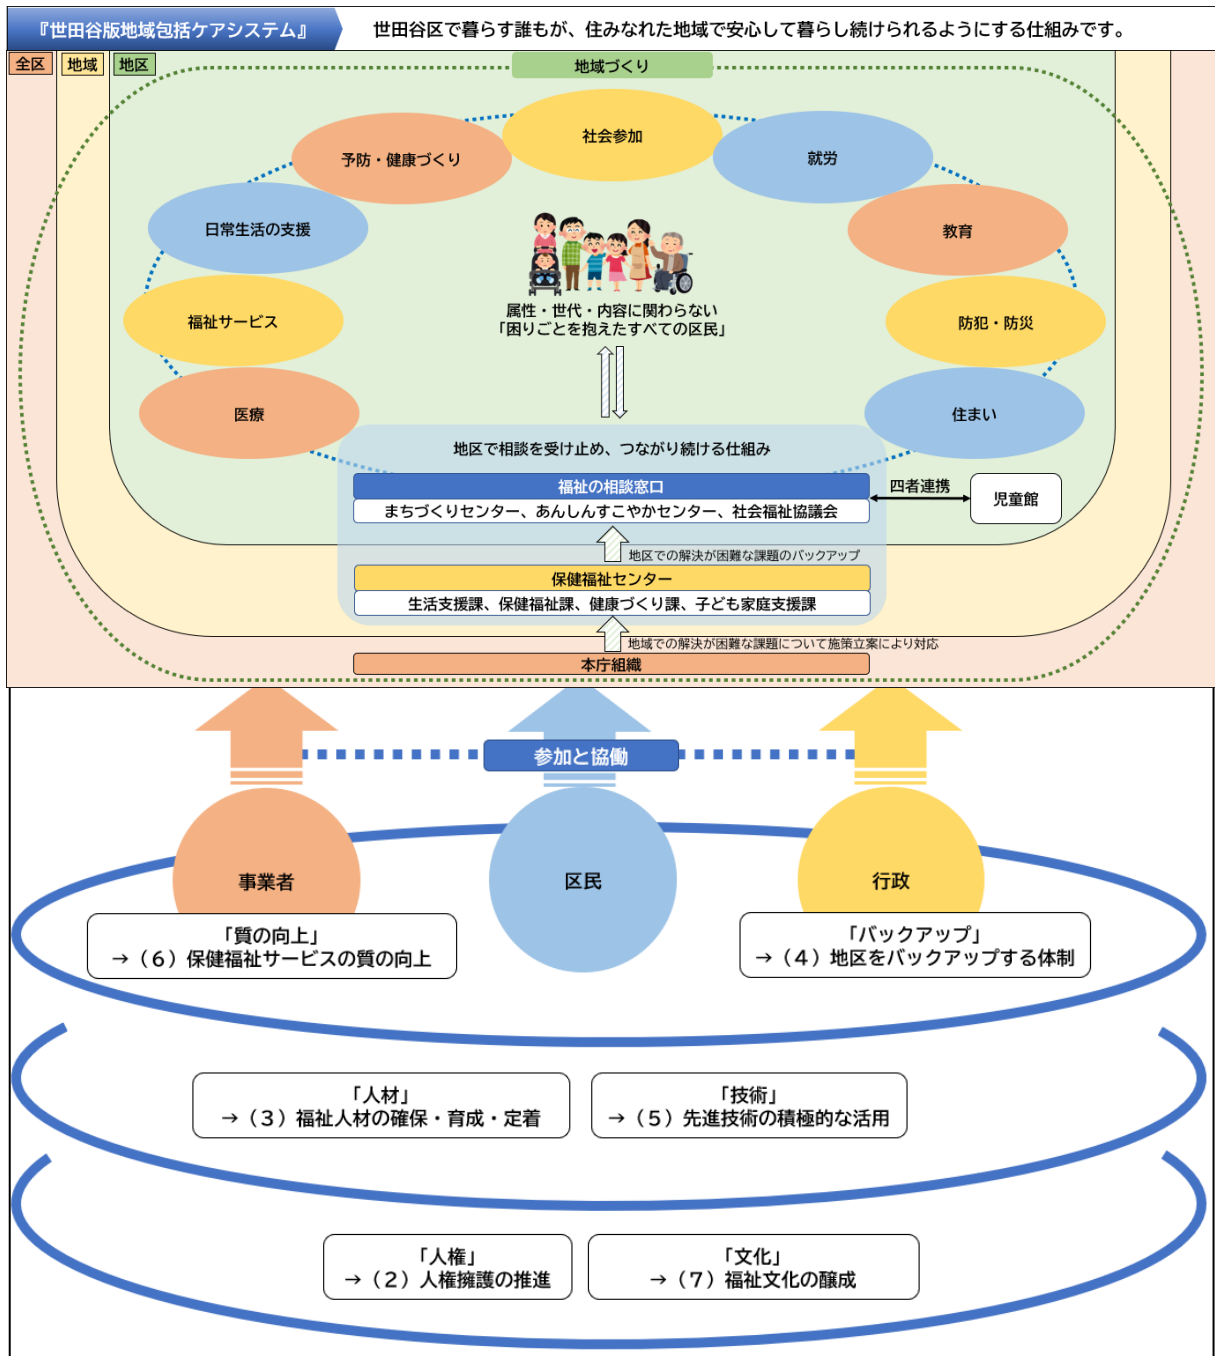 『世田谷版地域包括ケアシステム』
世田谷区で暮らす誰もが、住みなれた地域で安心して暮らし続けられるようにする仕組みです。
全区
地域
地区
地域づくり
社会参加
予防・健康づくり
就労
日常生活の支援
教育
福祉サービス
防犯・防災
医療
住まい
属性・世代・内容に関わらない
「困りごとを抱えたすべての区民」
地区で相談を受け止め、つながり続ける仕組み
福祉の相談窓口
まちづくりセンター、あんしんすこやかセンター、社会福祉協議会
四者連携
児童館
地区での解決が困難な課題のバックアップ
保健福祉センター
生活支援課、保健福祉課、健康づくり課、子ども家庭支援課
地域での解決が困難な課題について施策立案により対応
本庁組織
参加と協働
事業者
区民
行政
「質の向上」
→（6）保健福祉サービスの質の向上
「バックアップ」
→（4）地区をバックアップする体制
「人材」
→（3）福祉人材の確保・育成・定着
「技術」
→（5）先進技術の積極的な活用
「人権」
→（2）人権擁護の推進
「文化」
→（7）福祉文化の醸成